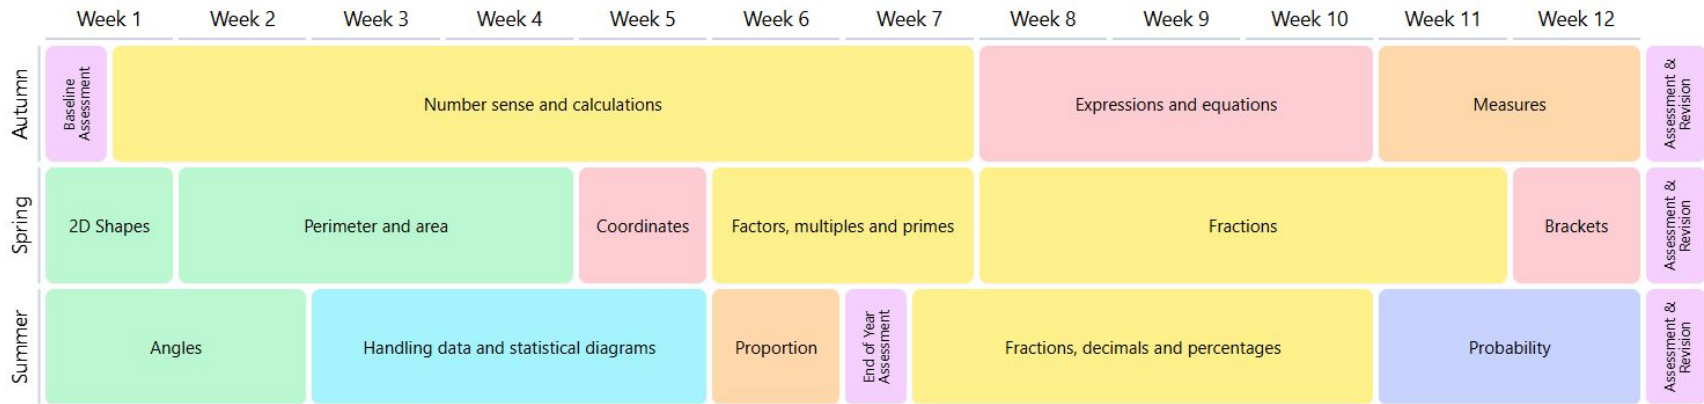 Week 1 Week 2 Week 3 Week 4 Week 5 Week 6 Week 7 Week 8 Week 9 Week 10 Week 11 Week 12
Autumn
Baseline
Assessment
Number sense and calculations
Expressions and equations
Measures
Assessment &
Revision
Spring
2D Shapes
Perimeter and area
Coordinates
Factors, multiples and primes
Fractions
Brackets
Assessment &
Revision
Summer
Angles
Handling data and statistical diagrams
Proportion
End of Year
Assessment
Fractions, decimals and percentages
Probability
Assessment &
Revision